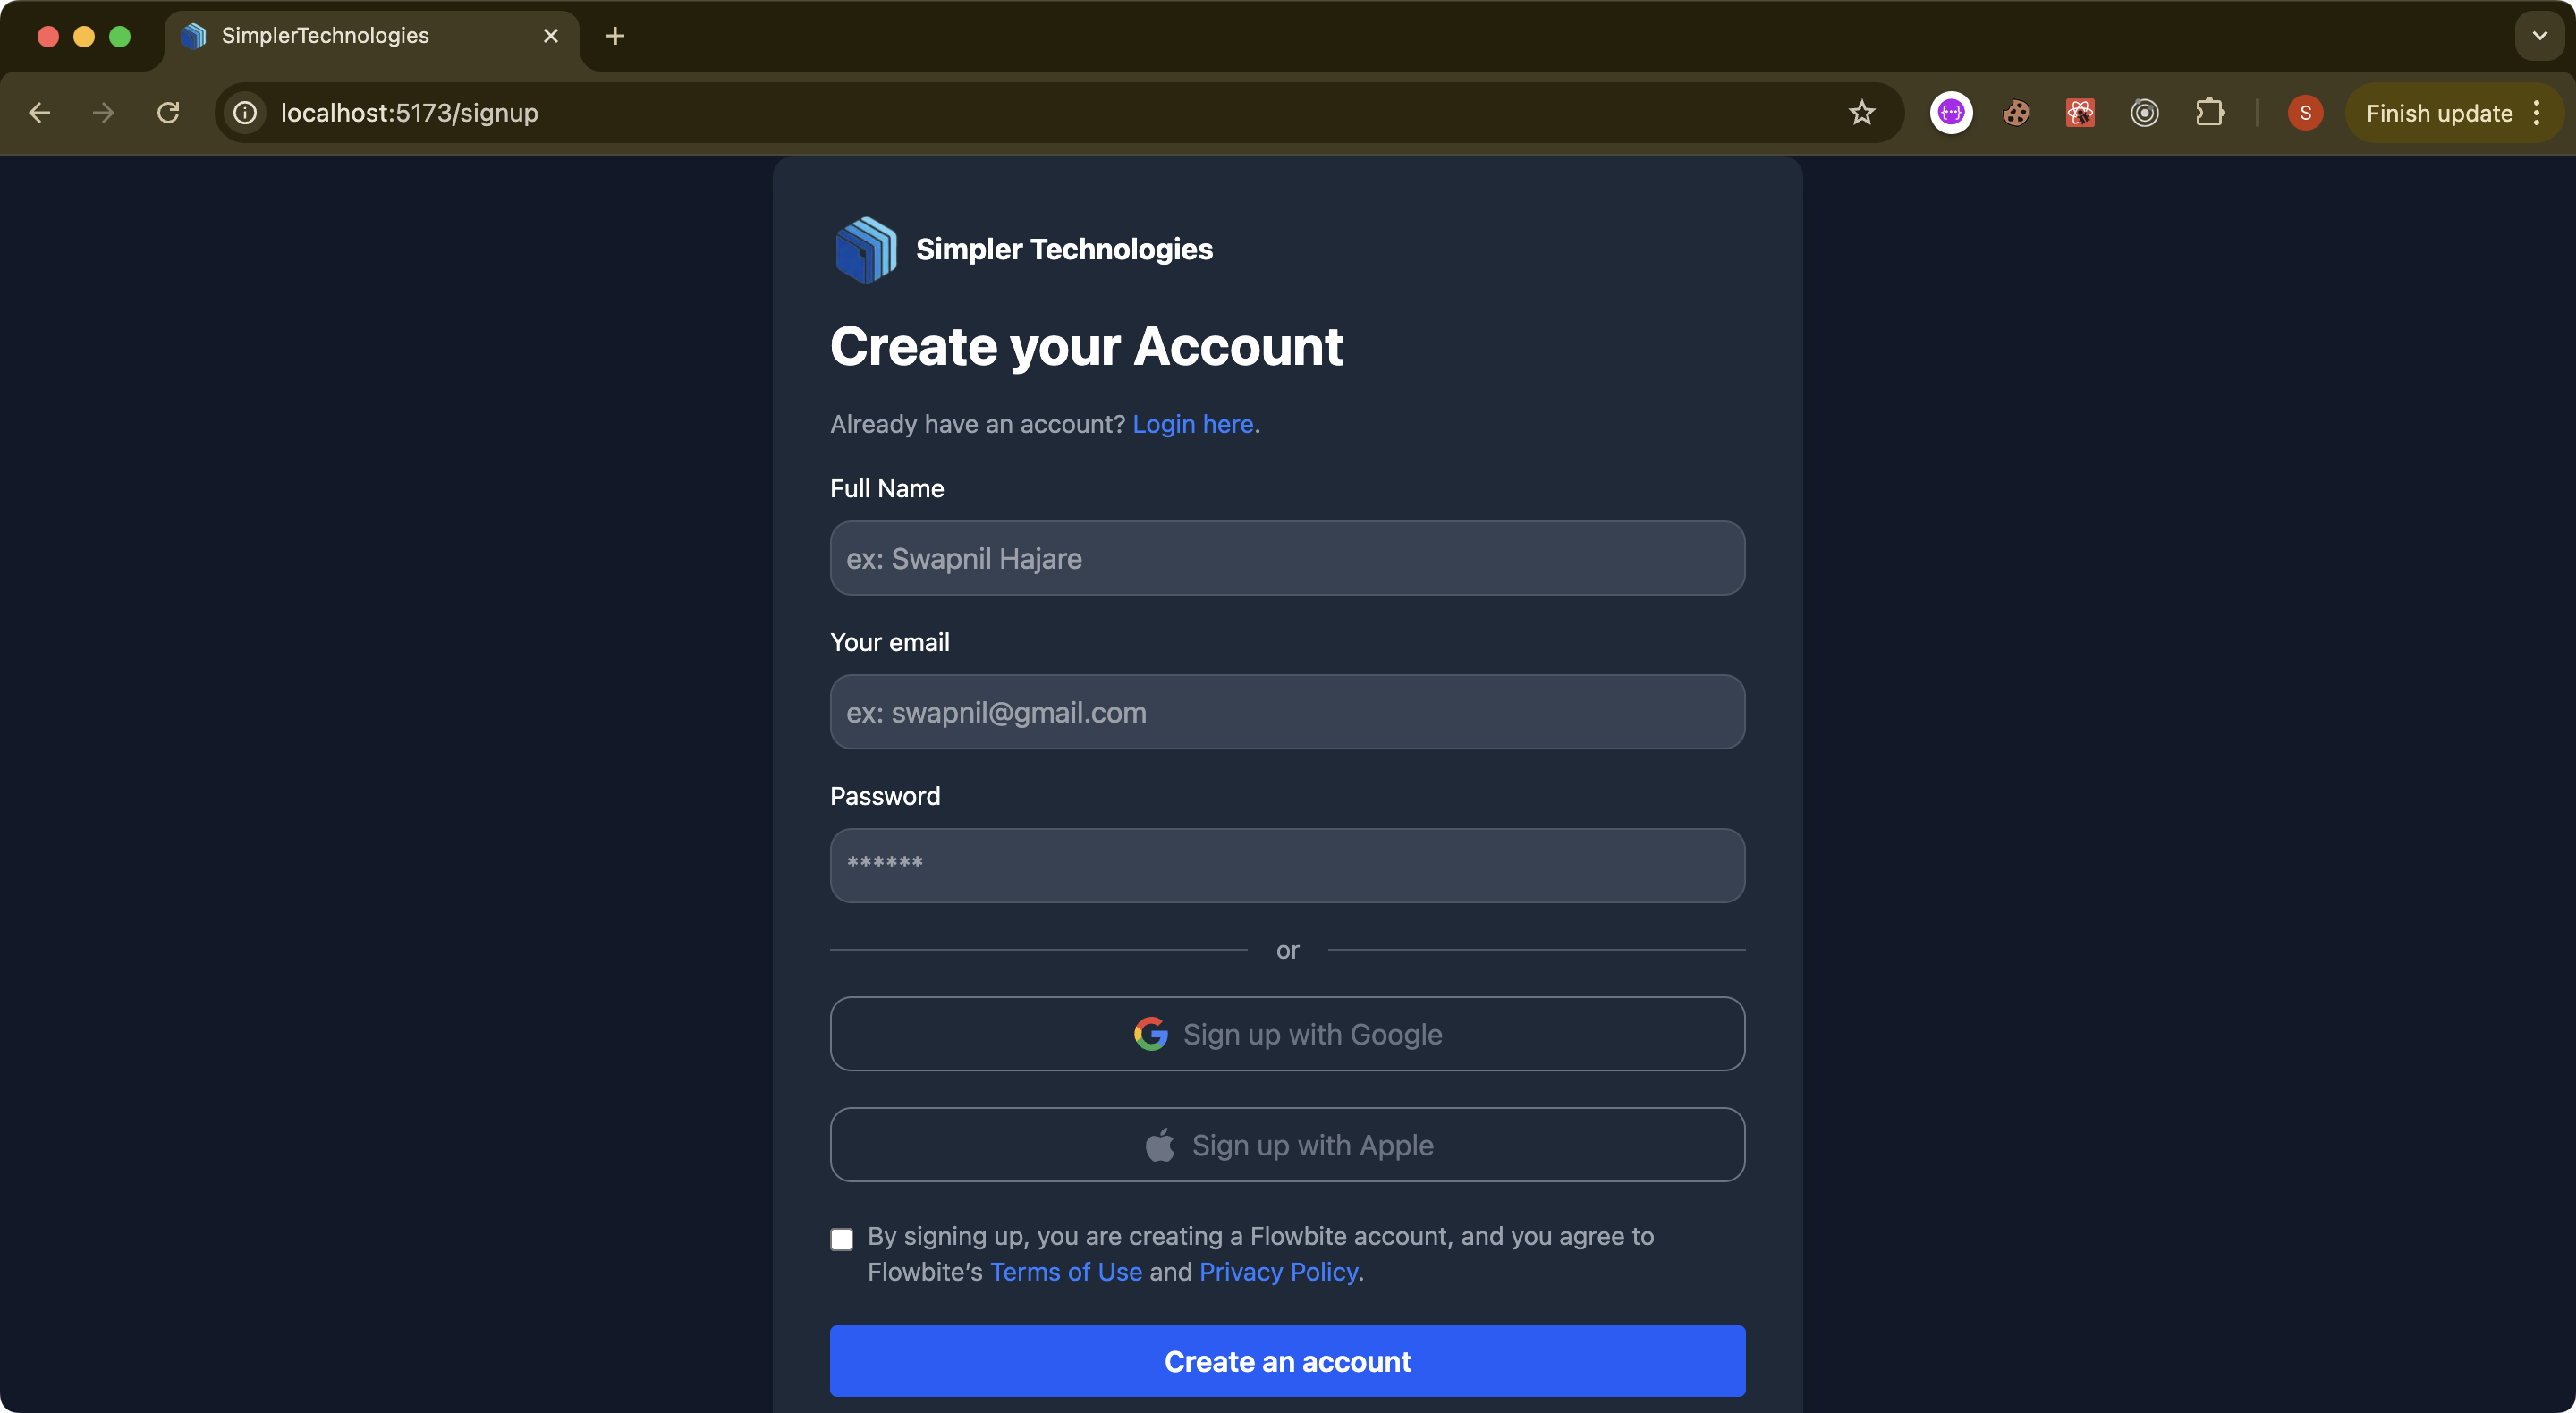 SimplerTechnologies
localhost:5173/signup
S
Finish update
Simpler Technologies
Create your Account
Already have an account? Login here.
Full Name
ex: Swapnil Hajare
Your email
ex: swapnil@gmail.com
Password
******
or
Sign up with Google
Sign up with Apple
By signing up, you are creating a Flowbite account, and you agree to
Flowbite’s Terms of Use and Privacy Policy.
Create an account